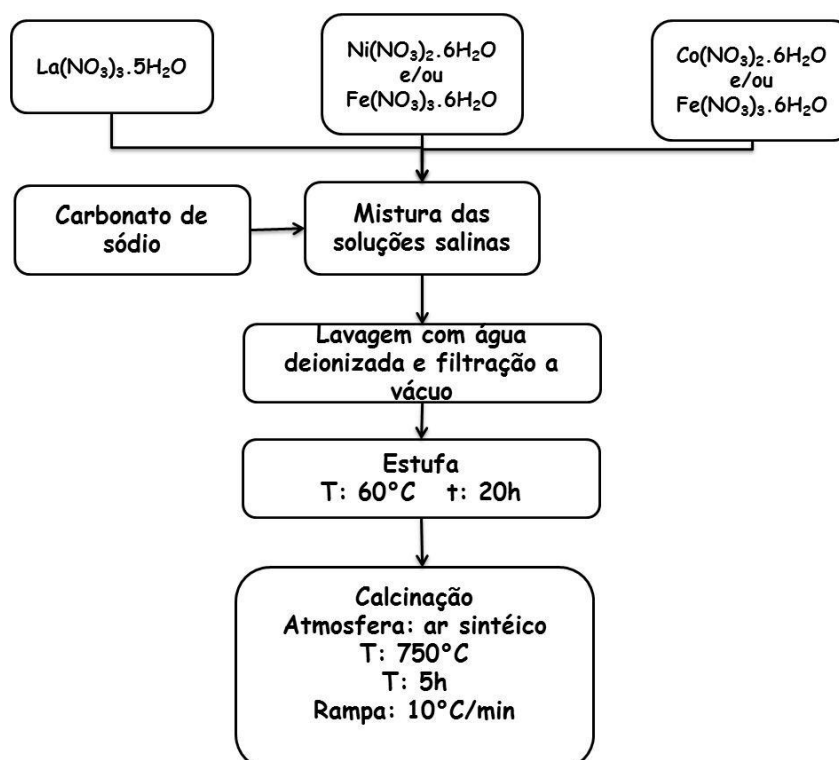 La(NO₃)₃.5H₂O
Ni(NO₃)₂.6H₂O
e/ou
Fe(NO₃)₃.6H₂O
Co(NO₃)₂.6H₂O
e/ou
Fe(NO₃)₃.6H₂O
Carbonato de
sódio
Mistura das
soluções salinas
Lavagem com água
deionizada e filtração a
vácuo
Estufa
T: 60°C t: 20h
Calcinação
Atmosfera: ar sintéico
T: 750°C
T: 5h
Rampa: 10°C/min